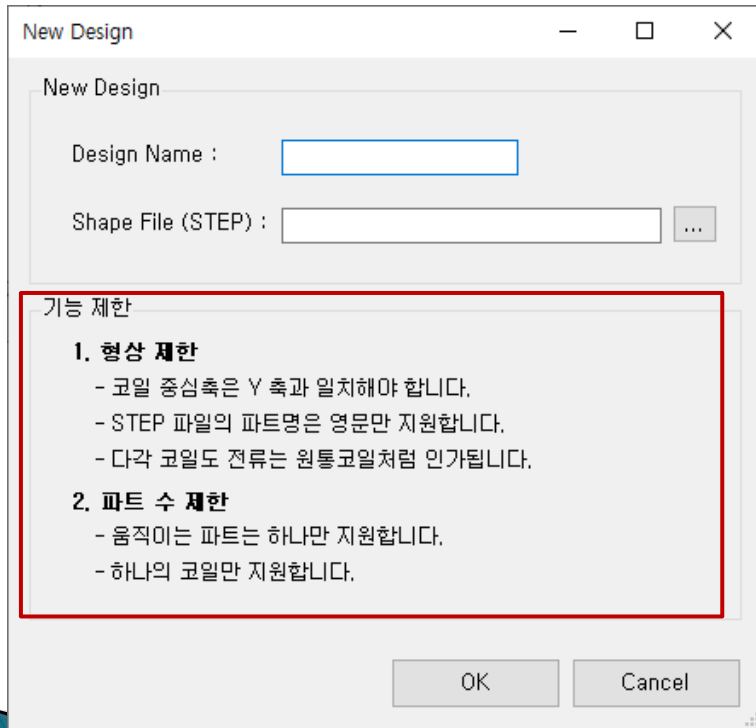 New Design
New Design
Design Name :
Shape File (STEP) :
...
기능 제한
1. 형상 제한
- 코일 중심축은 Y 축과 일치해야 합니다.
- STEP 파일의 파트명은 영문만 지원합니다.
- 다각 코일도 전류는 원통코일처럼 인가됩니다.
2. 파트 수 제한
- 움직이는 파트는 하나만 지원합니다.
- 하나의 코일만 지원합니다.
OK Cancel